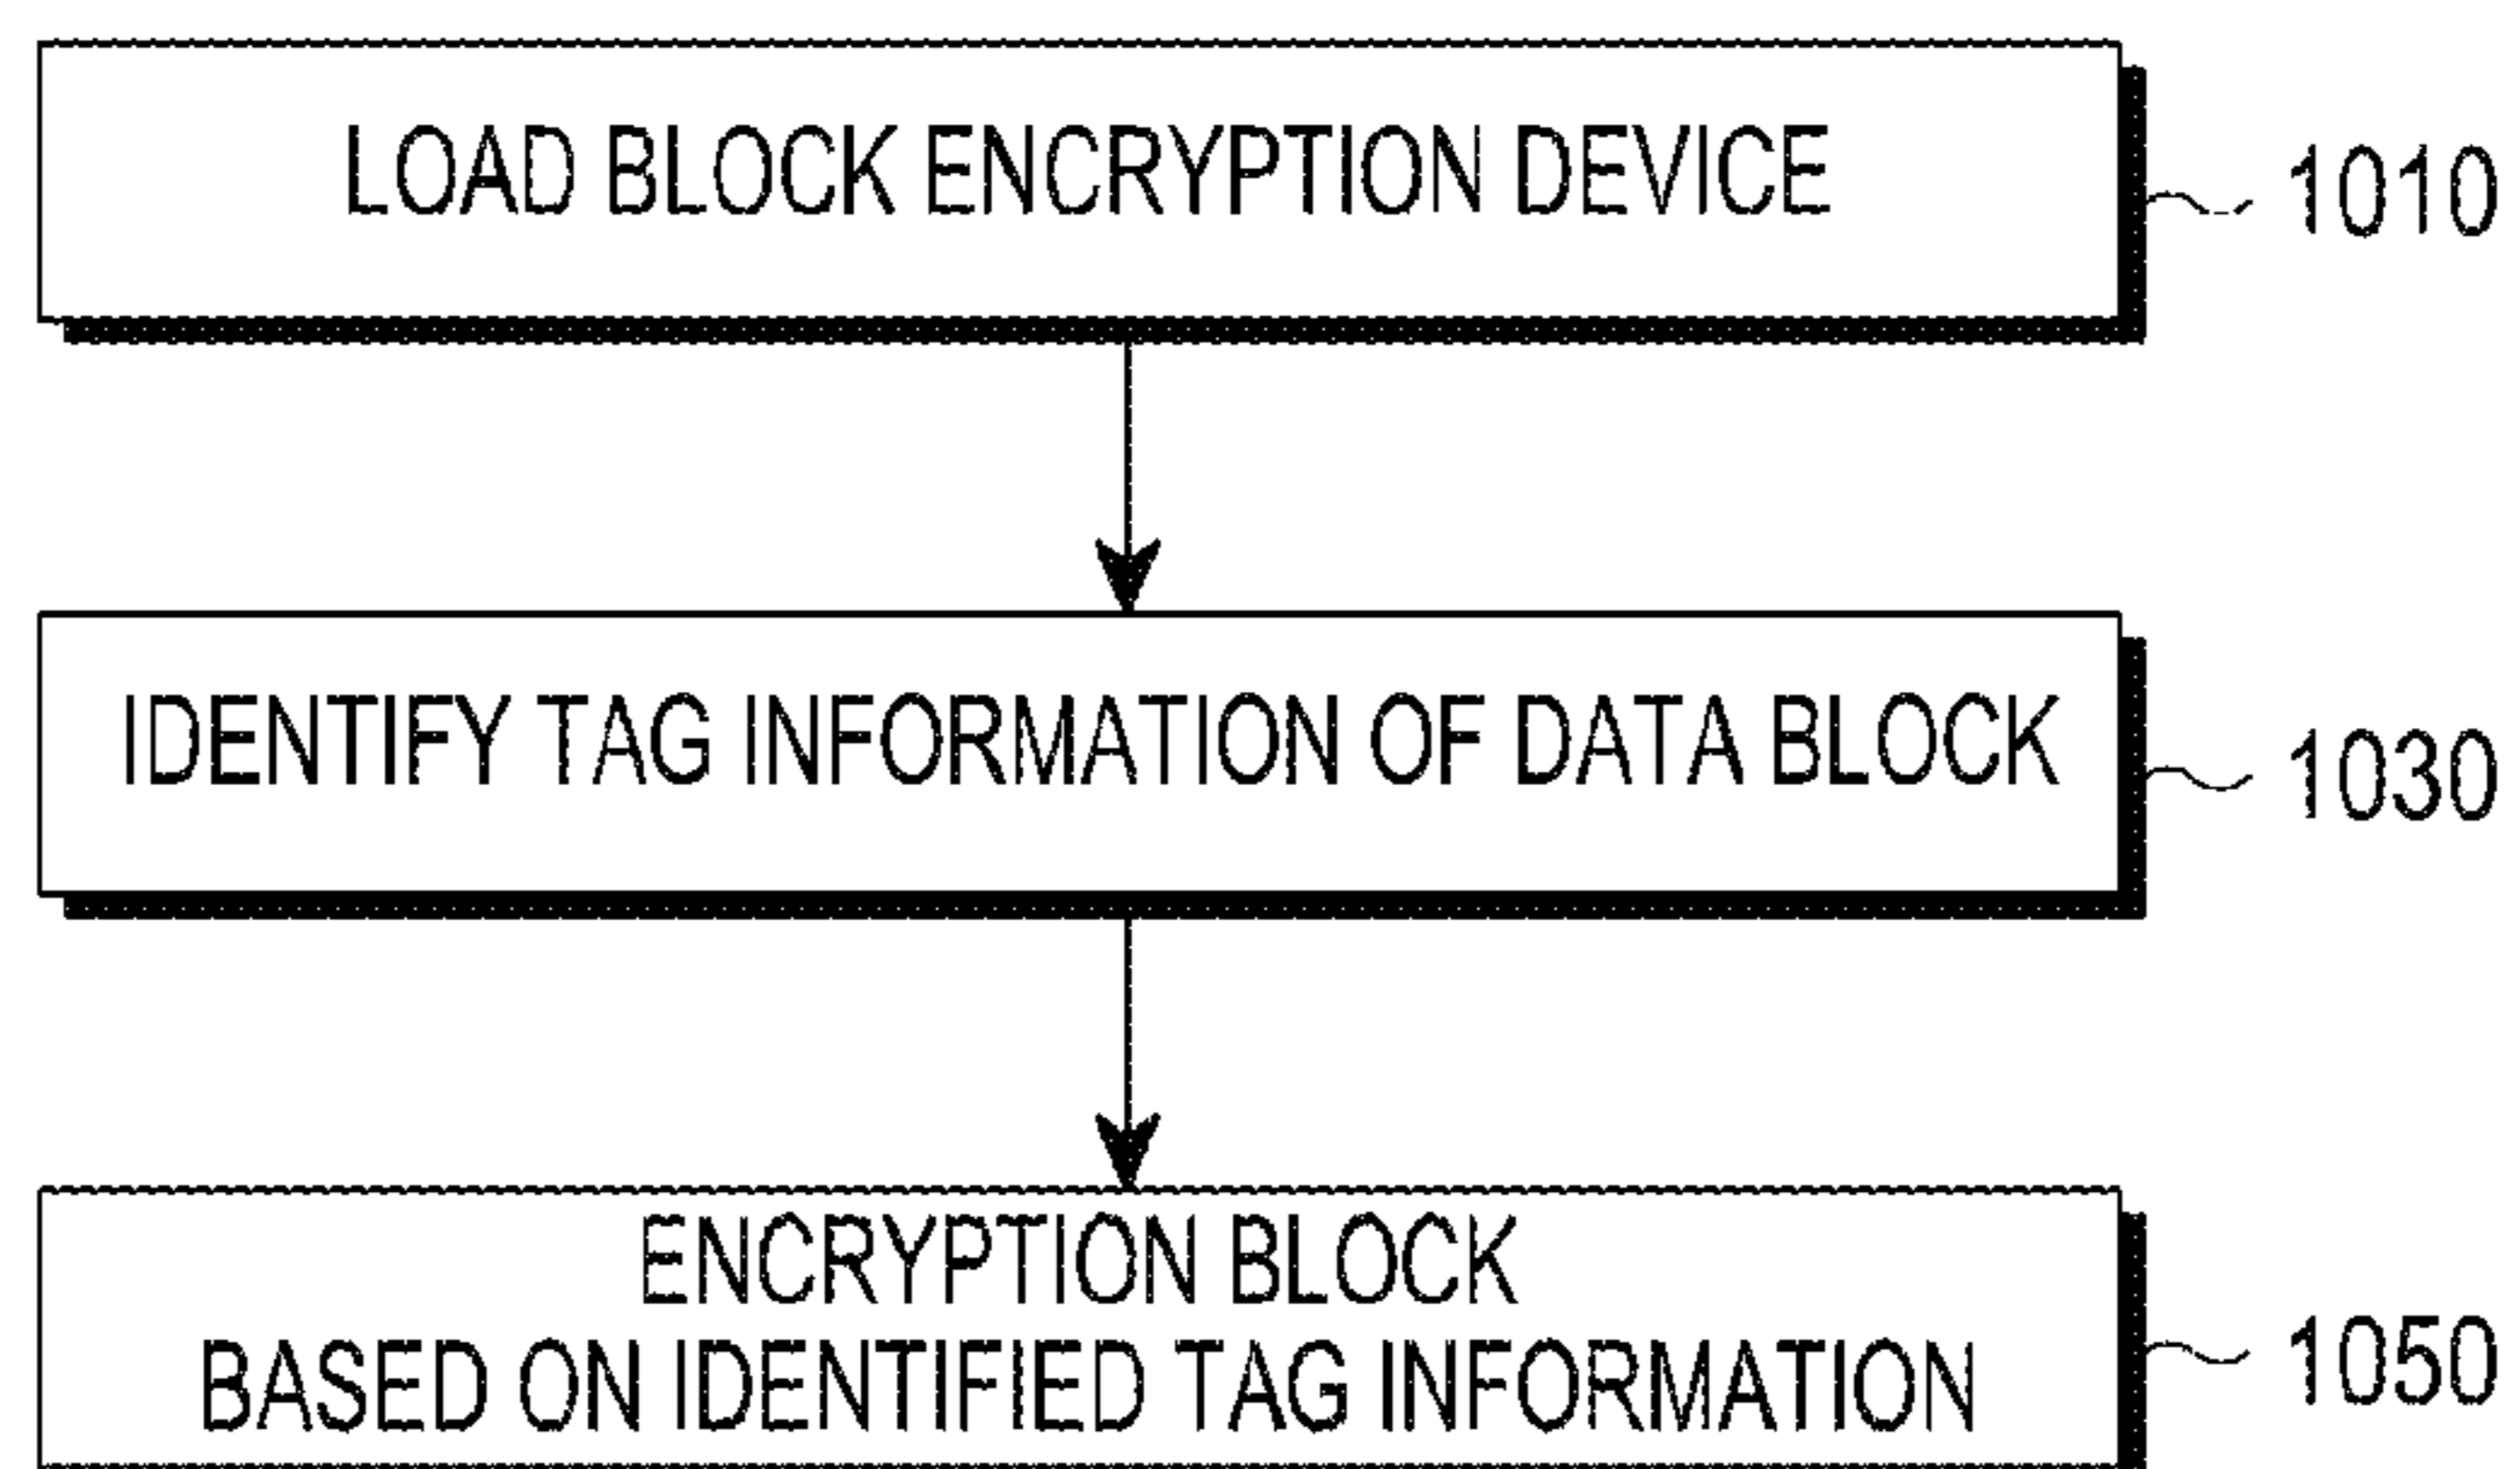 LOAD BLOCK ENCRYPTION DEVICE
1010
IDENTIFY TAG INFORMATION OF DATA BLOCK
1030
ENCRYPTION BLOCK
BASED ON IDENTIFIED TAG INFORMATION
1050